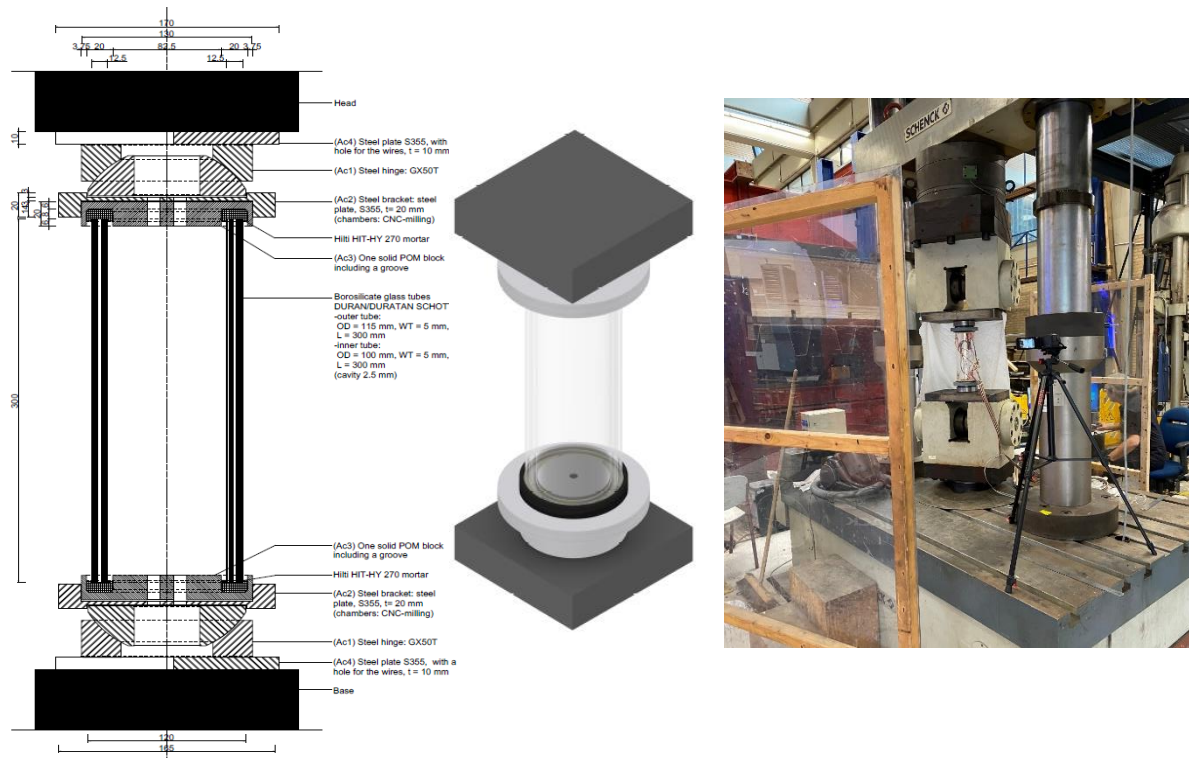 170
130
3.75 20 82.5 20 3.75
12.5 12.5
Head
10
(Ac4) Steel plate S355, with
hole for the wires, t = 10 mm
(Ac1) Steel hinge: GX50T
(Ac2) Steel bracket: steel
plate, S355, t= 20 mm
(chambers: CNC-milling)
20
20
Hilti HIT-HY 270 mortar
(Ac3) One solid POM block
including a groove
Borosilicate glass tubes
DURAN/DURATAN SCHOT
-outer tube:
OD = 115 mm, WT = 5 mm,
L = 300 mm
-inner tube:
OD = 100 mm, WT = 5 mm,
L = 300 mm
(cavity 2.5 mm)
300
(Ac3) One solid POM block
including a groove
Hilti HIT-HY 270 mortar
(Ac2) Steel bracket: steel
plate, S355, t= 20 mm
(chambers: CNC-milling)
(Ac1) Steel hinge: GX50T
(Ac4) Steel plate S355, with a
hole for the wires, t = 10 mm
Base
120
165
SCHENCK